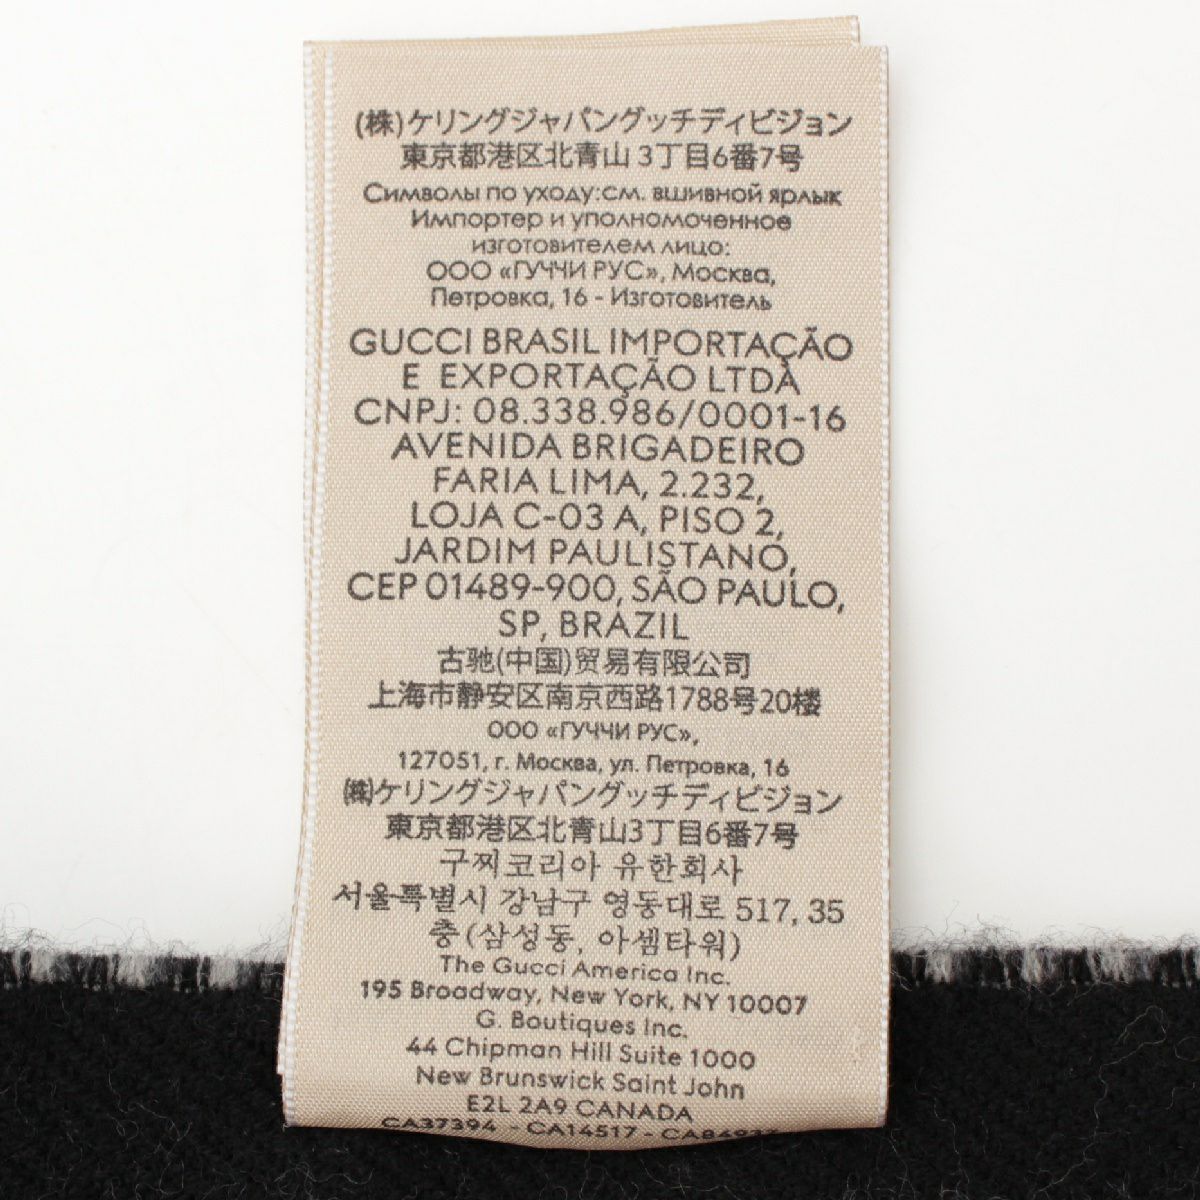 (株)ケリングジャパングッチディビジョン
東京都港区北青山 3丁目6番7号
Символы по уходу:см. вшивной ярлык
Импортер и уполномоченное
изготовителем лицо:
ООО «ГУЧЧИ РУС», Москва,
Петровка, 16 - Изготовитель
GUCCI BRASIL IMPORTAÇÃO
E EXPORTAÇÃO LTDA
CNPJ: 08.338.986/0001-16
AVENIDA BRIGADEIRO
FARIA LIMA, 2.232,
LOJA C-03 A, PISO 2,
JARDIM PAULISTANO,
CEP 01489-900, SÃO PAULO,
SP, BRAZIL
古驰(中国)贸易有限公司
上海市静安区南京西路1788号20楼
ООО «ГУЧЧИ РУС»,
127051, г. Москва, ул. Петровка, 16
㈱ケリングジャパングッチディビジョン
東京都港区北青山3丁目6番7号
구찌코리아 유한회사
서울특별시 강남구 영동대로 517, 35
층 (삼성동, 아셈타워)
The Gucci America Inc.
195 Broadway, New York, NY 10007
G. Boutiques Inc.
44 Chipman Hill Suite 1000
New Brunswick Saint John
E2L 2A9 CANADA
CA37394 - CA14517 -